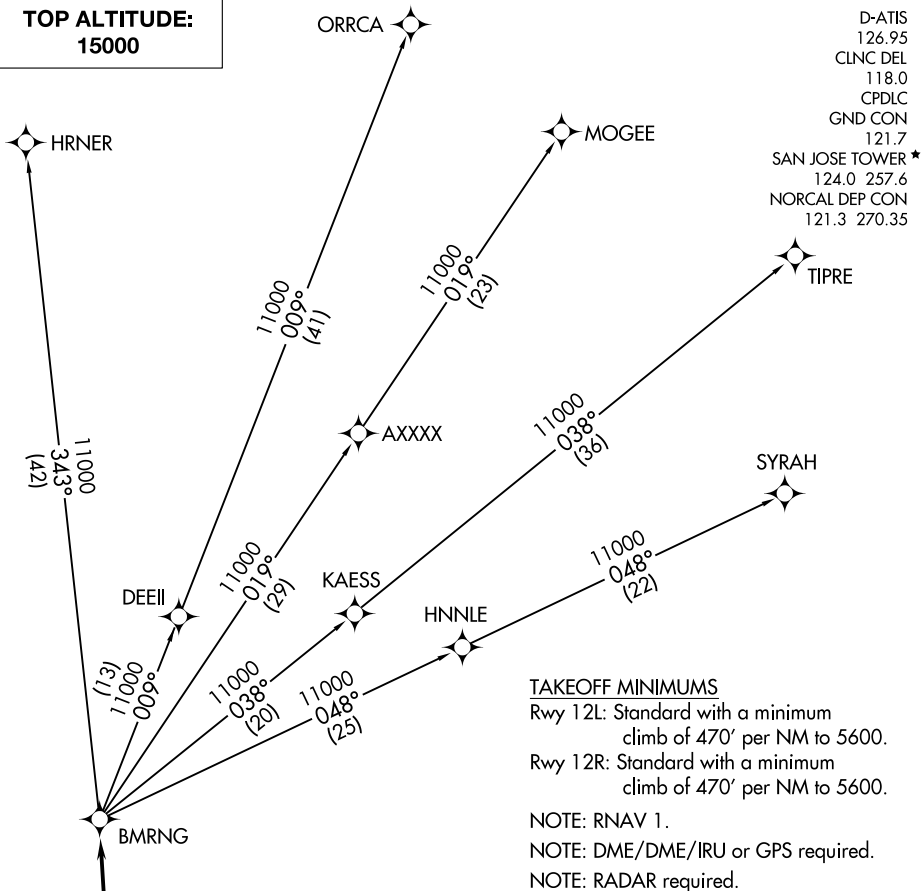 TOP ALTITUDE:
15000
ORRCA
D-ATIS
126.95
CLNC DEL
118.0
CPDLC
GND CON
121.7
SAN JOSE TOWER ★
124.0 257.6
NORCAL DEP CON
121.3 270.35
HRNER
MOGEE
TIPRE
11000
009°
(41)
11000
019°
(23)
11000
038°
(36)
AXXXX
11000
343°
(42)
SYRAH
11000
048°
(22)
DEEII
11000
019°
(29)
KAESS
HNNLE
(13)
11000
009°
11000
038°
(20)
11000
048°
(25)
BMRNG
TAKEOFF MINIMUMS
Rwy 12L: Standard with a minimum
climb of 470' per NM to 5600.
Rwy 12R: Standard with a minimum
climb of 470' per NM to 5600.
NOTE: RNAV 1.
NOTE: DME/DME/IRU or GPS required.
NOTE: RADAR required.